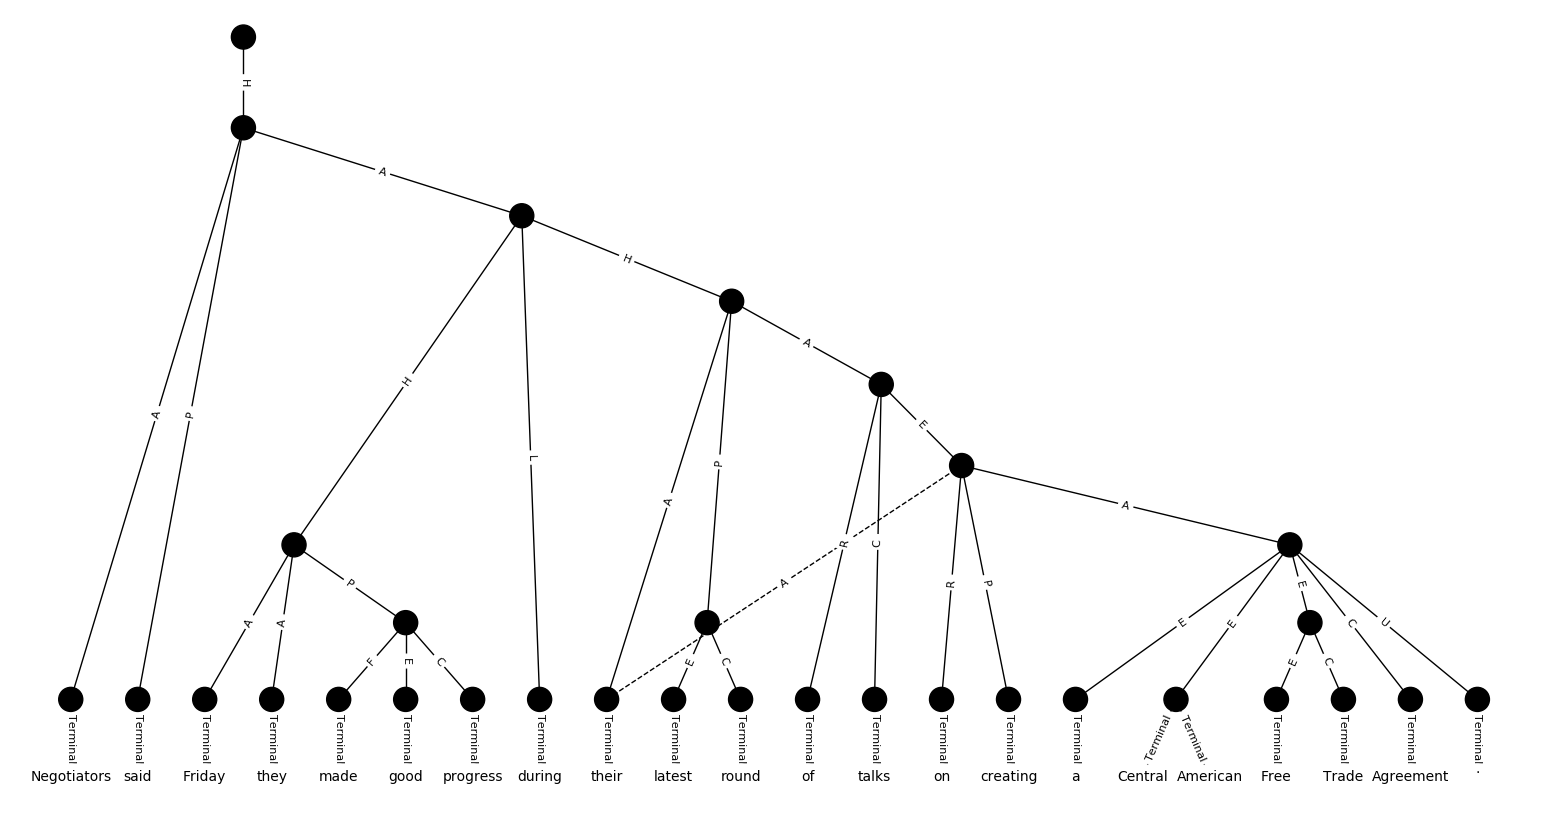 H
A
A
P
H
H
L
A
A
P
E
A
R
C
A
R
P
A
A
P
F
E
C
E
C
E
E
E
C
U
E
C
Terminal Terminal Terminal Terminal Terminal Terminal Terminal Terminal Terminal Terminal Terminal Terminal Terminal Terminal Terminal Terminal Terminal Terminal Terminal Terminal Terminal Terminal
Negotiators said Friday they made good progress during their latest round of talks on creating a Central American Free Trade Agreement .